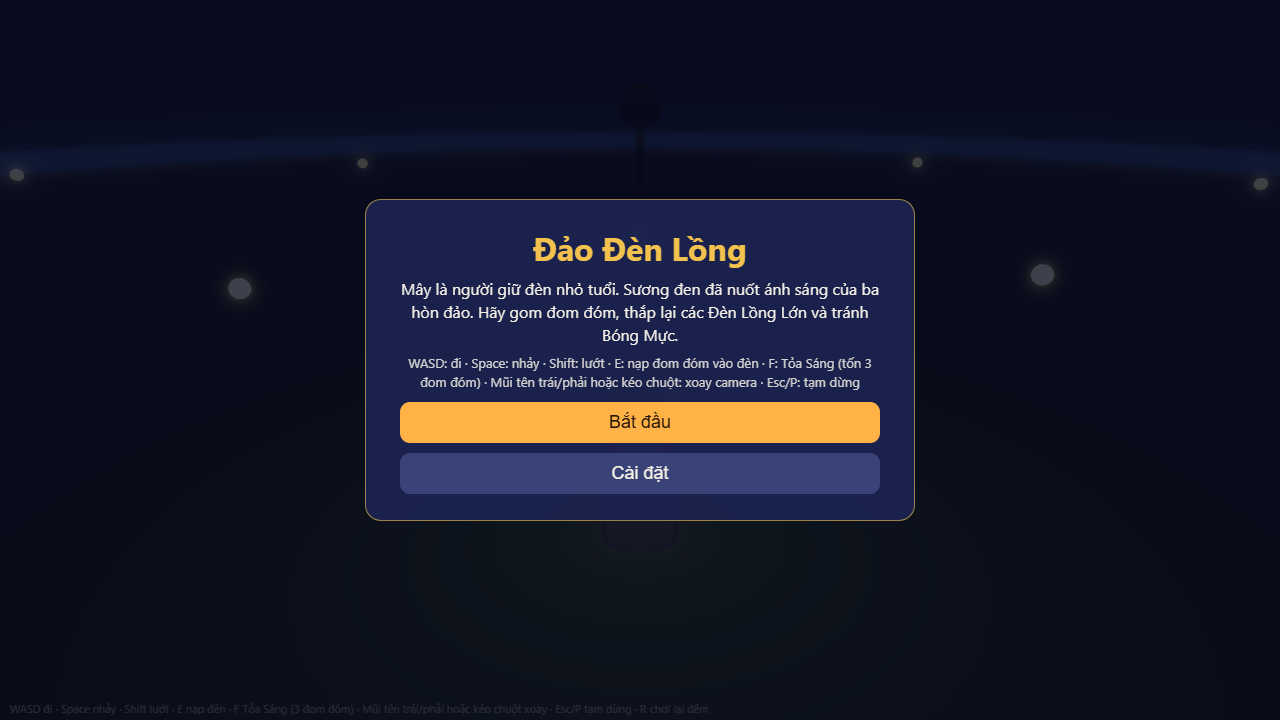 Đảo Đèn Lồng
Mây là người giữ đèn nhỏ tuổi. Sương đen đã nuốt ánh sáng của ba
hòn đảo. Hãy gom đom đóm, thắp lại các Đèn Lồng Lớn và tránh
Bóng Mực.
WASD: đi · Space: nhảy · Shift: lướt · E: nạp đom đóm vào đèn · F: Tỏa Sáng (tốn 3
đom đóm) · Mũi tên trái/phải hoặc kéo chuột: xoay camera · Esc/P: tạm dừng
Bắt đầu
Cài đặt
WASD đi · Space nhảy · Shift lướt · E nạp đèn · F Tỏa Sáng (3 đom đóm) · Mũi tên trái/phải hoặc kéo chuột xoay · Esc/P tạm dừng · R chơi lại đêm